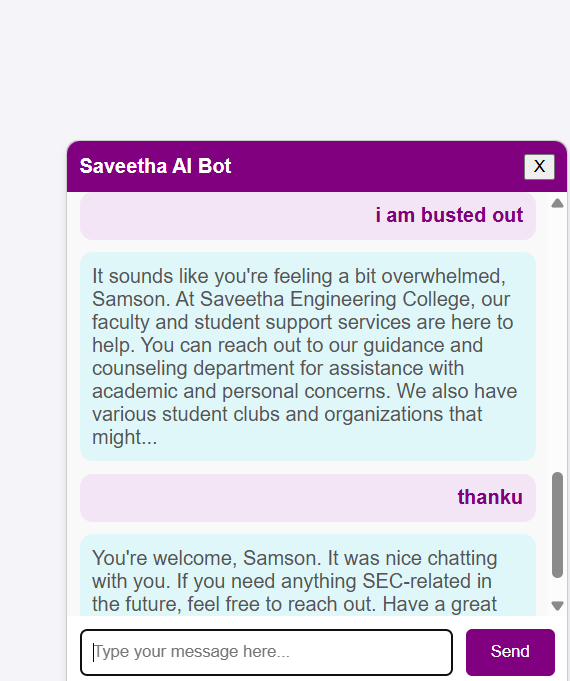 Saveetha AI Bot
X
i am busted out
It sounds like you're feeling a bit overwhelmed,
Samson. At Saveetha Engineering College, our
faculty and student support services are here to
help. You can reach out to our guidance and
counseling department for assistance with
academic and personal concerns. We also have
various student clubs and organizations that
might...
thanku
You're welcome, Samson. It was nice chatting
with you. If you need anything SEC-related in
the future, feel free to reach out. Have a great
Type your message here...
Send